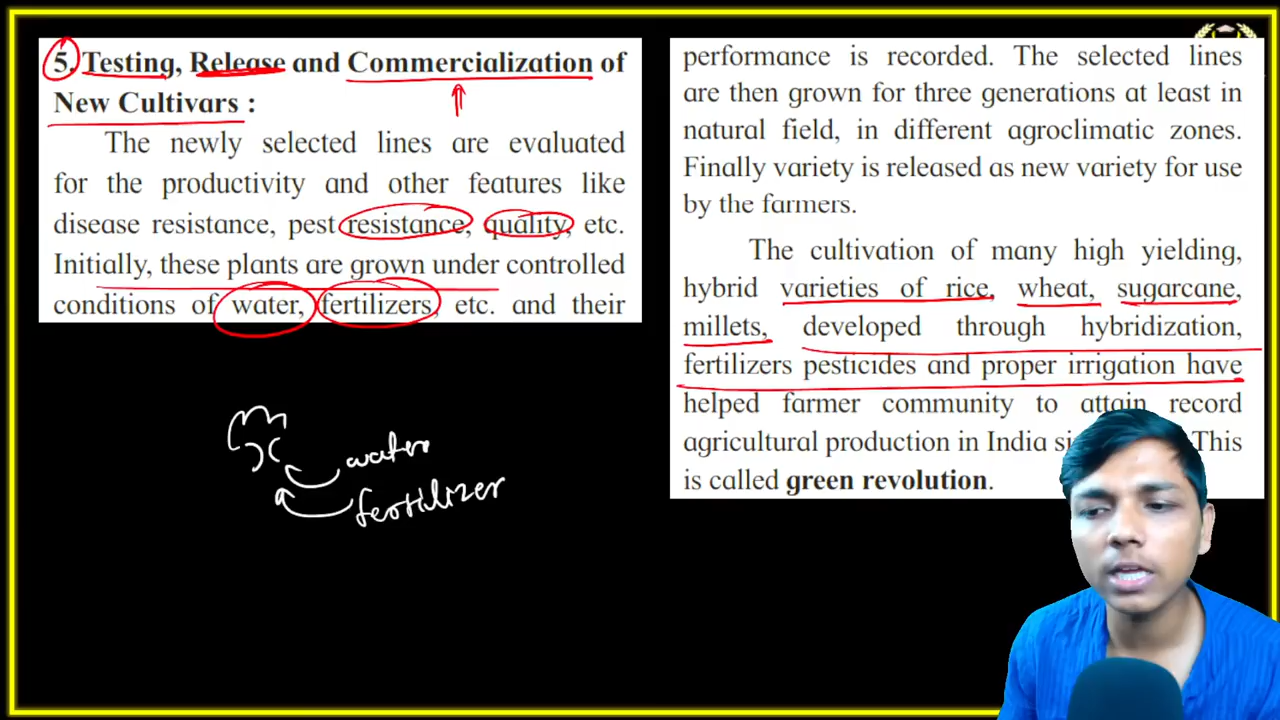 5. Testing, Release and Commercialization of
New Cultivars :
The newly selected lines are evaluated
for the productivity and other features like
disease resistance, pest resistance, quality, etc.
Initially, these plants are grown under controlled
conditions of water, fertilizers, etc. and their
performance is recorded. The selected lines
are then grown for three generations at least in
natural field, in different agroclimatic zones.
Finally variety is released as new variety for use
by the farmers.
The cultivation of many high yielding,
hybrid varieties of rice, wheat, sugarcane,
millets, developed through hybridization,
fertilizers pesticides and proper irrigation have
helped farmer community to attain record
agricultural production in India This
is called green revolution.
water
fertilizer